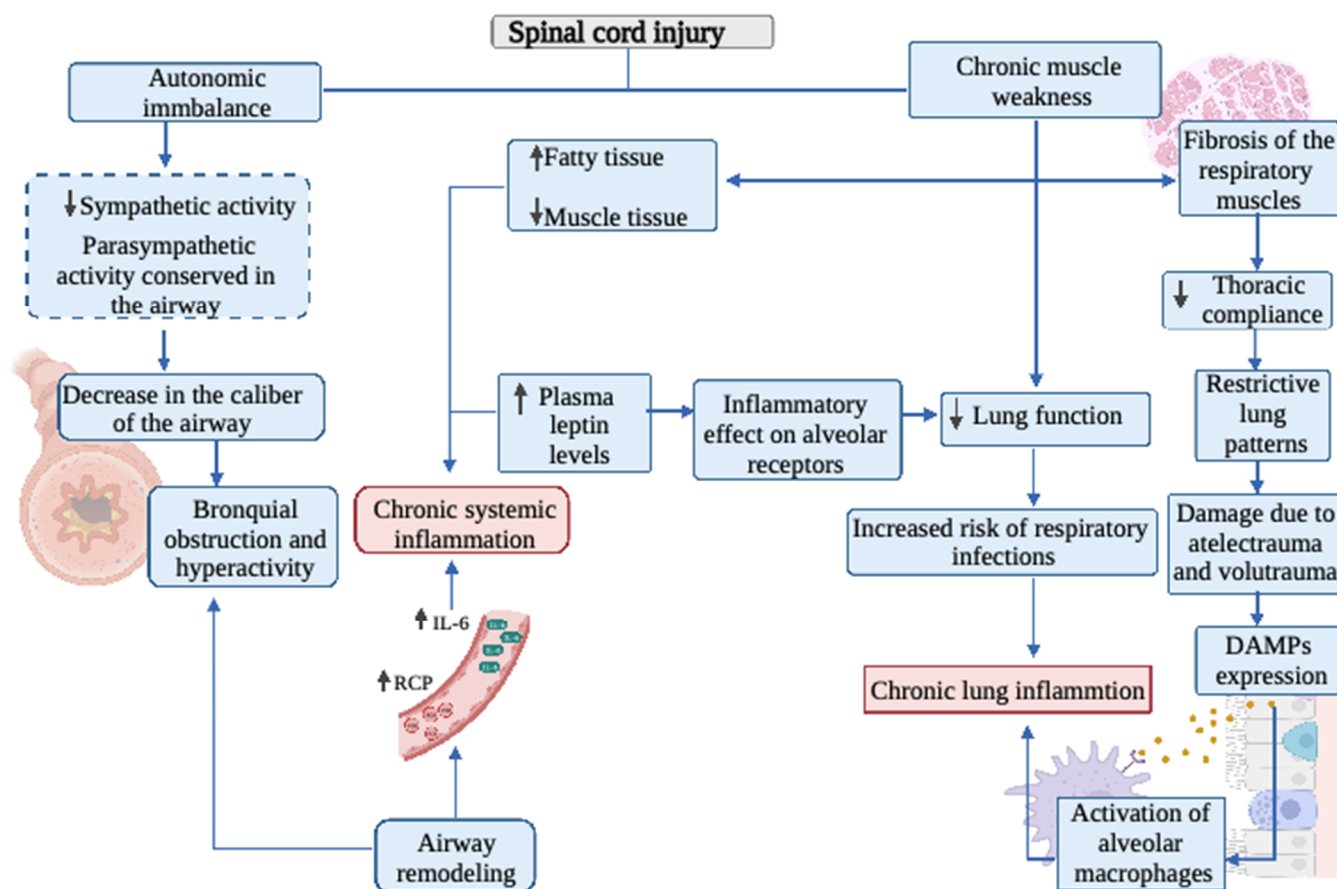 Spinal cord injury
Autonomic
immbalance
↓Sympathetic activity
Parasympathetic
activity conserved in
the airway
Decrease in the caliber
of the airway
Bronquial
obstruction and
hyperactivity
↑Fatty tissue
↓Muscle tissue
↑ Plasma
leptin
levels
Inflammatory
effect on alveolar
receptors
Chronic systemic
inflammation
↑ IL-6
↑RCP
Airway
remodeling
Chronic muscle
weakness
↓ Lung function
Increased risk of respiratory
infections
Chronic lung inflammtion
Fibrosis of the
respiratory
muscles
↓ Thoracic
compliance
Restrictive
lung
patterns
Damage due to
atelectrauma
and volutrauma
DAMPs
expression
Activation of
alveolar
macrophages